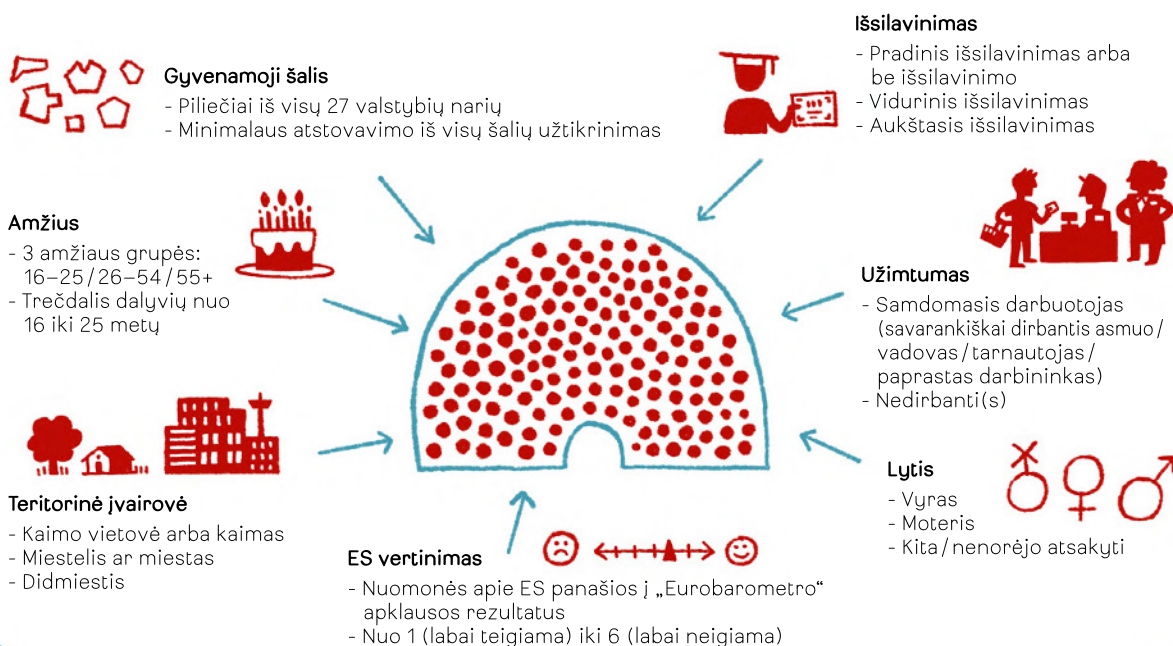 Gyvenamoji šalis
- Piliečiai iš visų 27 valstybių narių
- Minimalaus atstovavimo iš visų šalių užtikrinimas
Išsilavinimas
- Pradinis išsilavinimas arba
be išsilavinimo
- Vidurinis išsilavinimas
- Aukštasis išsilavinimas
Amžius
- 3 amžiaus grupės:
16–25/26–54/55+
- Trečdalis dalyvių nuo
16 iki 25 metų
Užimtumas
- Samdomasis darbuotojas
(savarankiškai dirbantis asmuo/
vadovas/tarnautojas/
paprastas darbininkas)
- Nedirbanti(s)
Teritorinė įvairovė
- Kaimo vietovė arba kaimas
- Miestelis ar miestas
- Didmiestis
ES vertinimas
- Nuomonės apie ES panašios į „Eurobarometro“
apklausos rezultatus
- Nuo 1 (labai teigiama) iki 6 (labai neigiama)
Lytis
- Vyras
- Moteris
- Kita/nenorėjo atsakyti